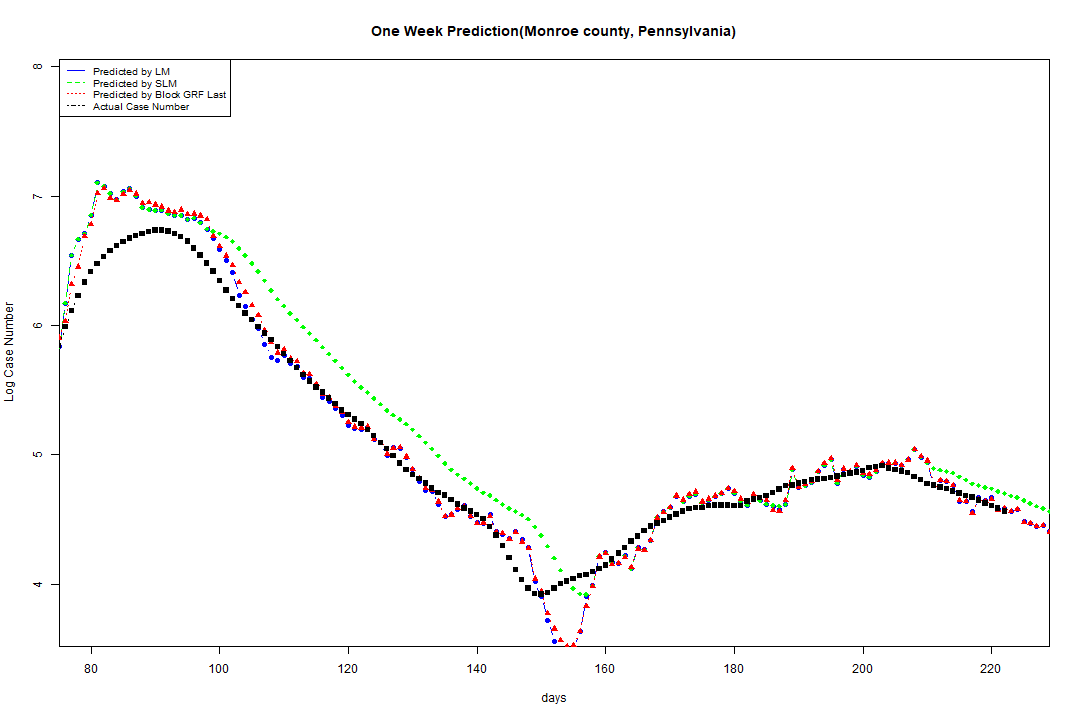 One Week Prediction(Monroe county, Pennsylvania)
Predicted by LM
Predicted by SLM
Predicted by Block GRF Last
Actual Case Number
8
7
6
5
4
Log Case Number
80 100 120 140 160 180 200 220
days